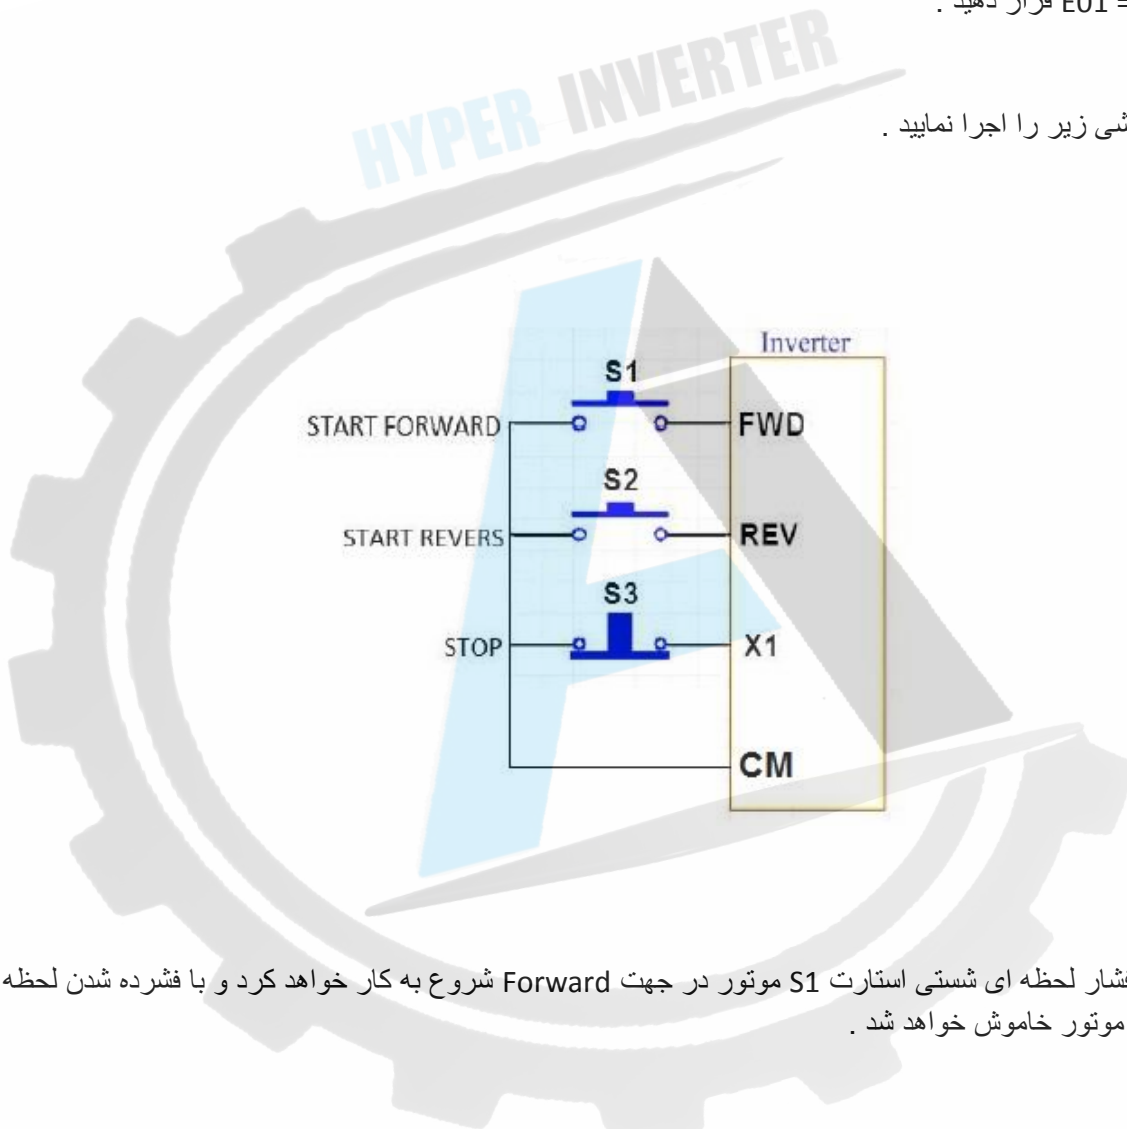 = E01 قرار دهید .
HYPER INVERTER
زیر را اجرا نمایید .
Inverter
S1
START FORWARD
FWD
S2
START REVERS
REV
S3
STOP
X1
CM
فشار لحظه ای شستی استارت S1 موتور در جهت Forward شروع به کار خواهد کرد و با فشرده شدن لحظه
موتور خاموش خواهد شد .